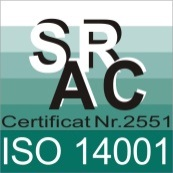 SR
AC
Certificat Nr.2551
ISO 14001